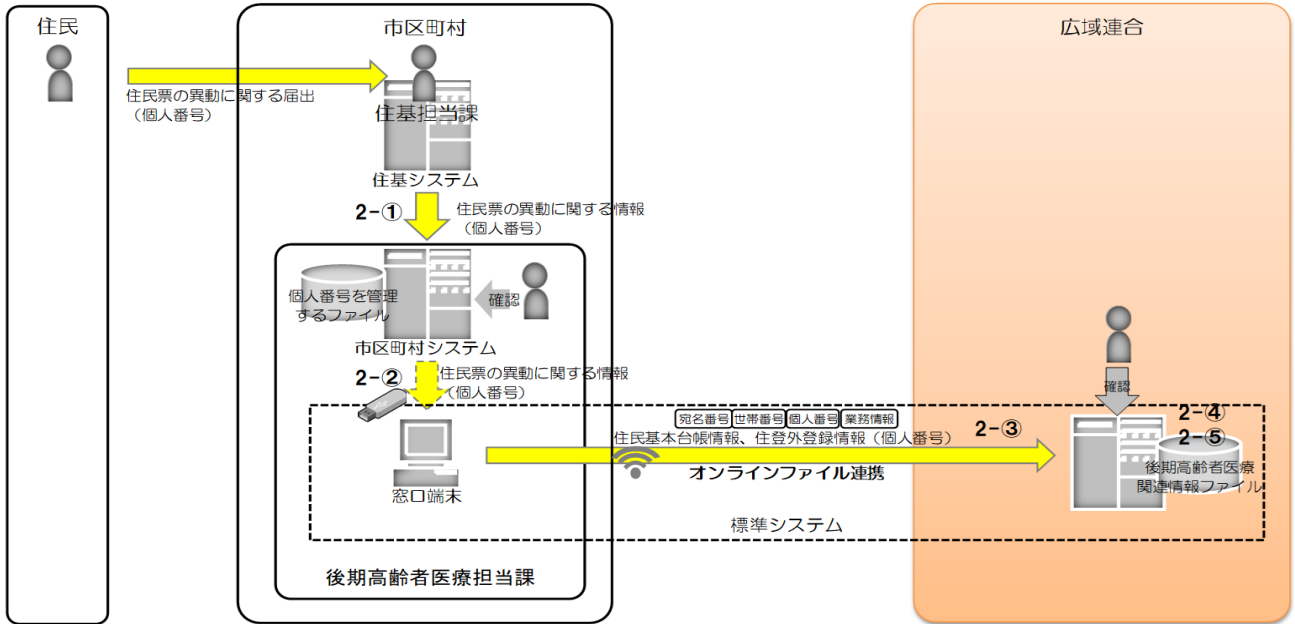 住民
市区町村
広域連合
住民票の異動に関する届出
（個人番号）
住基担当課
住基システム
2-①
住民票の異動に関する情報
（個人番号）
個人番号を管理
するファイル
確認
市区町村システム
2-②
住民票の異動に関する情報
（個人番号）
窓口端末
宛名番号 世帯番号 個人番号 業務情報
住民基本台帳情報、住登外登録情報（個人番号）
2-③
オンラインファイル連携
確認
2-④
2-⑤
後期高齢者医療
関連情報ファイル
標準システム
後期高齢者医療担当課